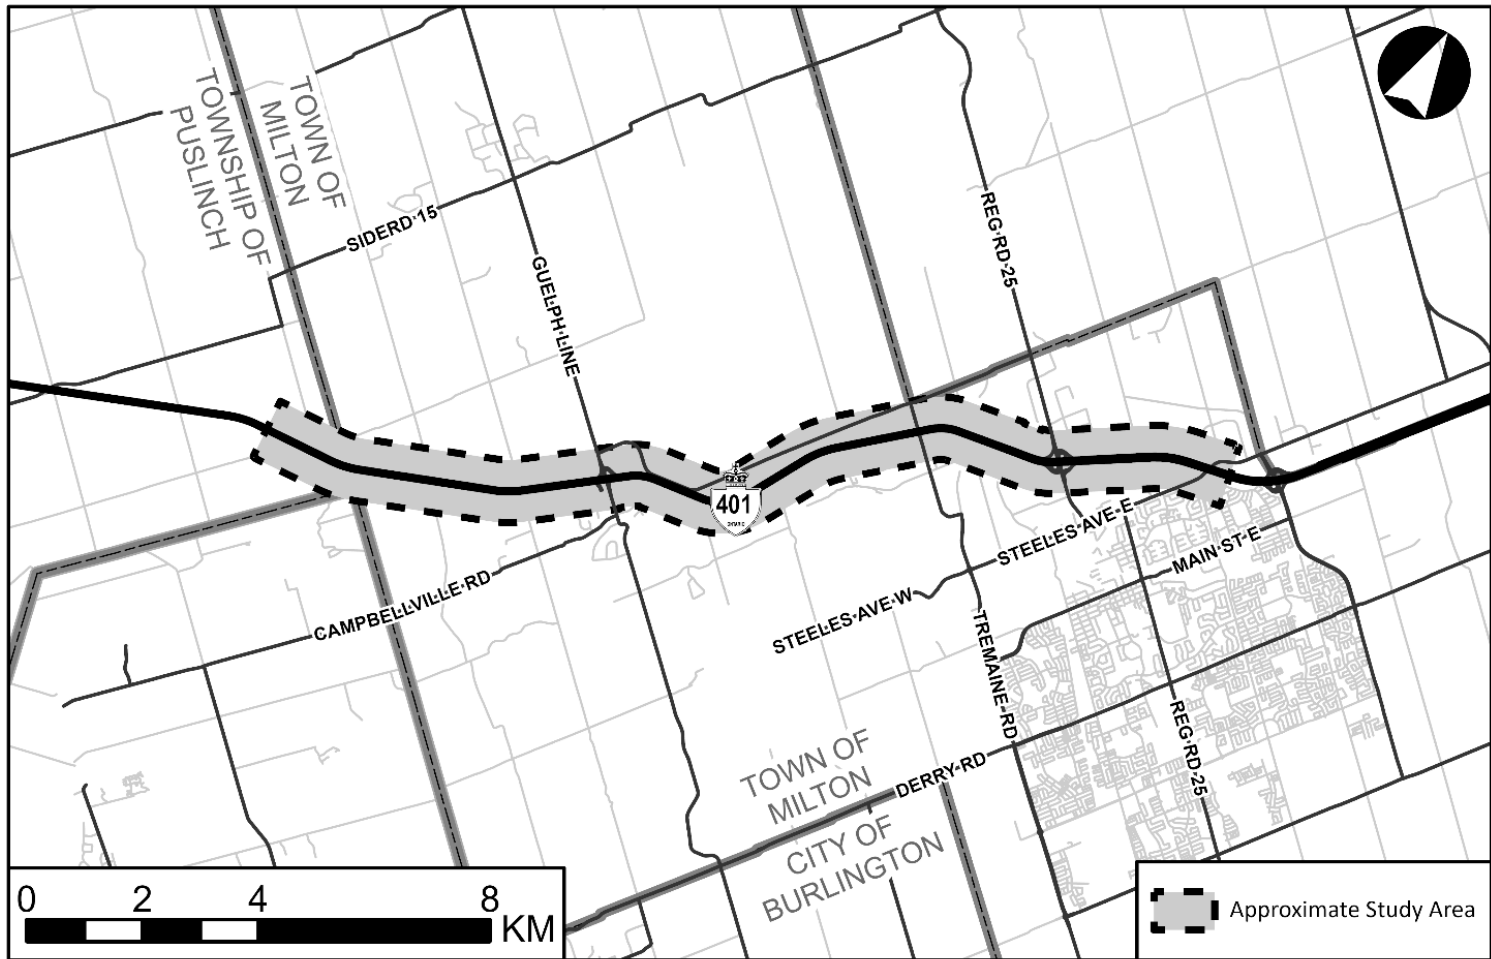 TOWNSHIP OF
PUSLINCH
TOWN OF
MILTON
SIDERD 15
GUELPH LINE
REG RD 25
401
ONTARIO
CAMPBELLVILLE RD
STEELES AVE E
MAIN ST E
STEELES AVE W
TREMAINE RD
REG RD 25
TOWN OF
MILTON
DERRY RD
CITY OF
BURLINGTON
0 2 4 8
KM
Approximate Study Area